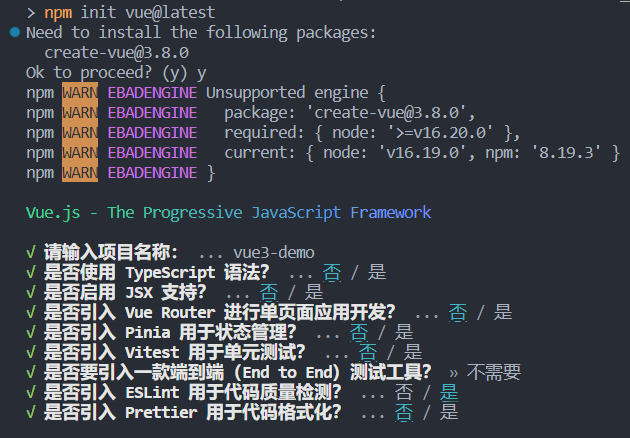 > npm init vue@latest
Need to install the following packages:
create-vue@3.8.0
Ok to proceed? (y) y
npm WARN EBADENGINE Unsupported engine {
npm WARN EBADENGINE package: 'create-vue@3.8.0',
npm WARN EBADENGINE required: { node: '>=v16.20.0' },
npm WARN EBADENGINE current: { node: 'v16.19.0', npm: '8.19.3' }
npm WARN EBADENGINE }
Vue.js - The Progressive JavaScript Framework
√ 请输入项目名称： ... vue3-demo
√ 是否使用 TypeScript 语法？ ... 否 / 是
√ 是否启用 JSX 支持？ ... 否 / 是
√ 是否引入 Vue Router 进行单页面应用开发？ ... 否 / 是
√ 是否引入 Pinia 用于状态管理？ ... 否 / 是
√ 是否引入 Vitest 用于单元测试？ ... 否 / 是
√ 是否要引入一款端到端（End to End）测试工具？ » 不需要
√ 是否引入 ESLint 用于代码质量检测？ ... 否 / 是
√ 是否引入 Prettier 用于代码格式化？ ... 否 / 是